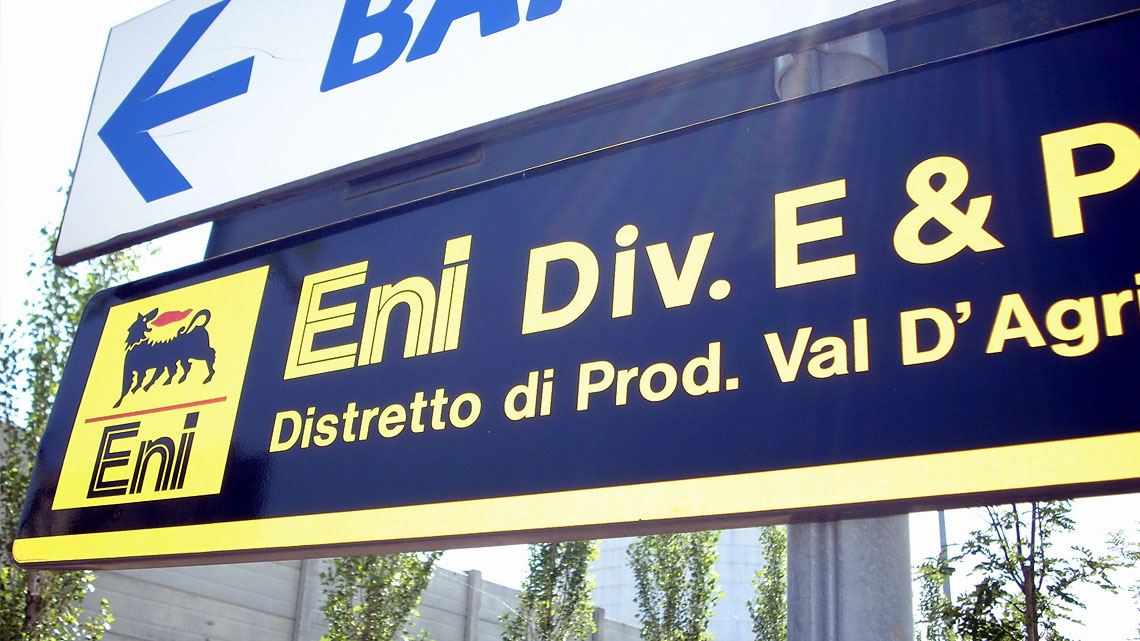 Eni Div. E & P
Distretto di Prod. Val D'Agri
Eni